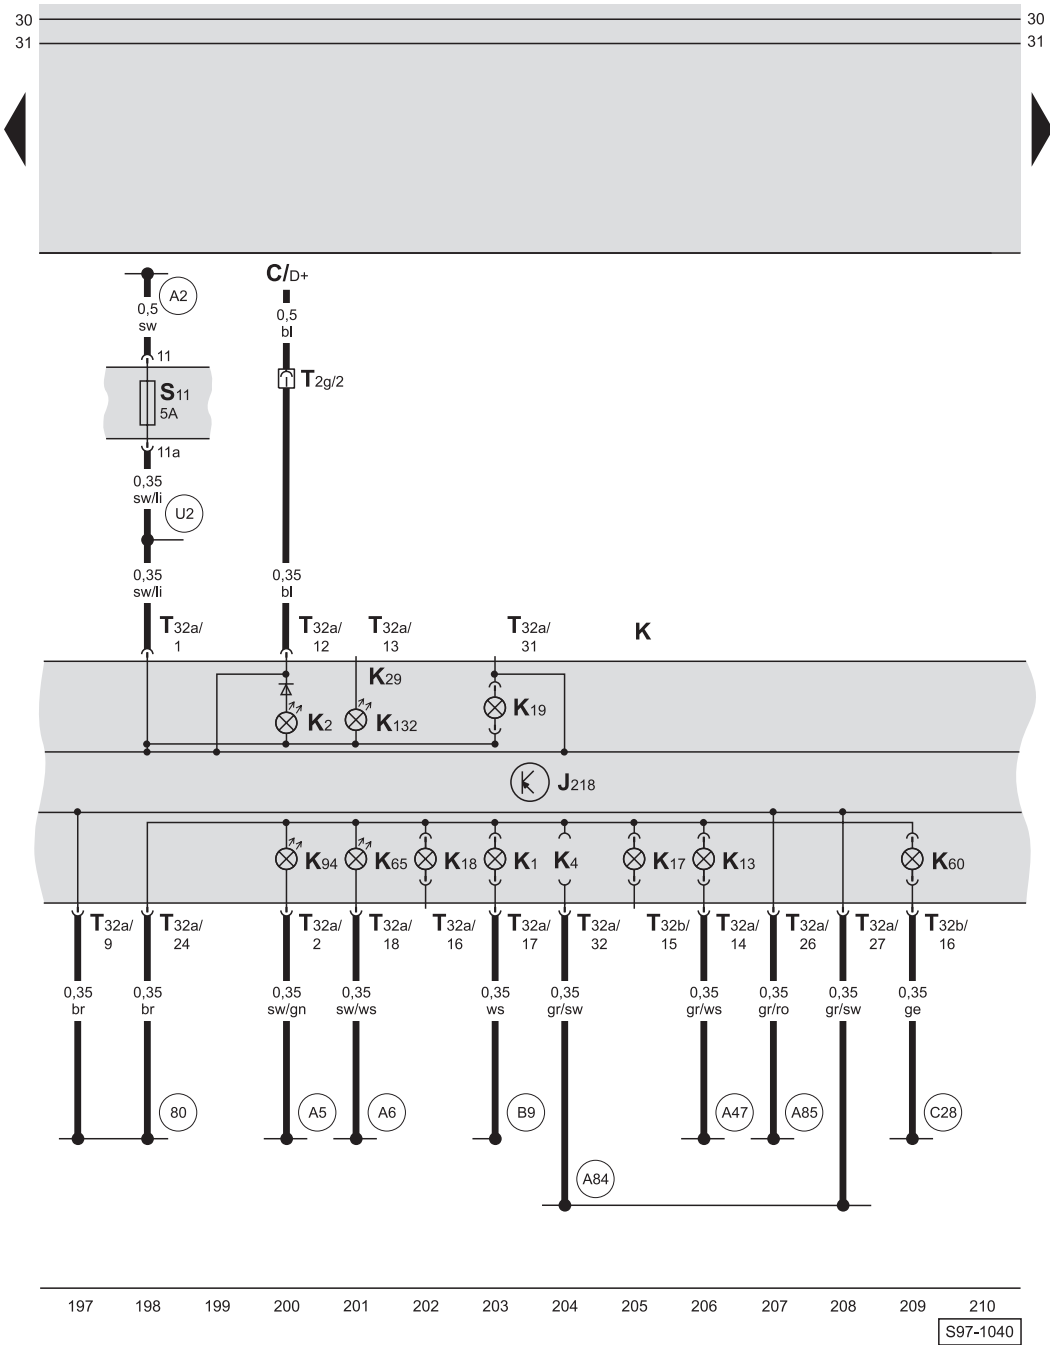 30 30
31 31
C/D+
A2
0,5 0,5
sw bl
11
T2g/2
S11
5A
11a
0,35
sw/li
U2
0,35 0,35
sw/li bl
T32a/ T32a/ T32a/ T32a/ K
1 12 13 31
K29
K2 K132 K19
J218
K94 K65 K18 K1 K4 K17 K13 K60
T32a/ T32a/ T32a/ T32a/ T32a/ T32a/ T32a/ T32b/ T32a/ T32a/ T32a/ T32b/
9 24 2 18 16 17 32 15 14 26 27 16
0,35 0,35 0,35 0,35 0,35 0,35 0,35 0,35 0,35 0,35
br br sw/gn sw/ws ws gr/sw gr/ws gr/ro gr/sw ge
80 A5 A6 B9 A47 A85 C28
A84
197 198 199 200 201 202 203 204 205 206 207 208 209 210
S97-1040